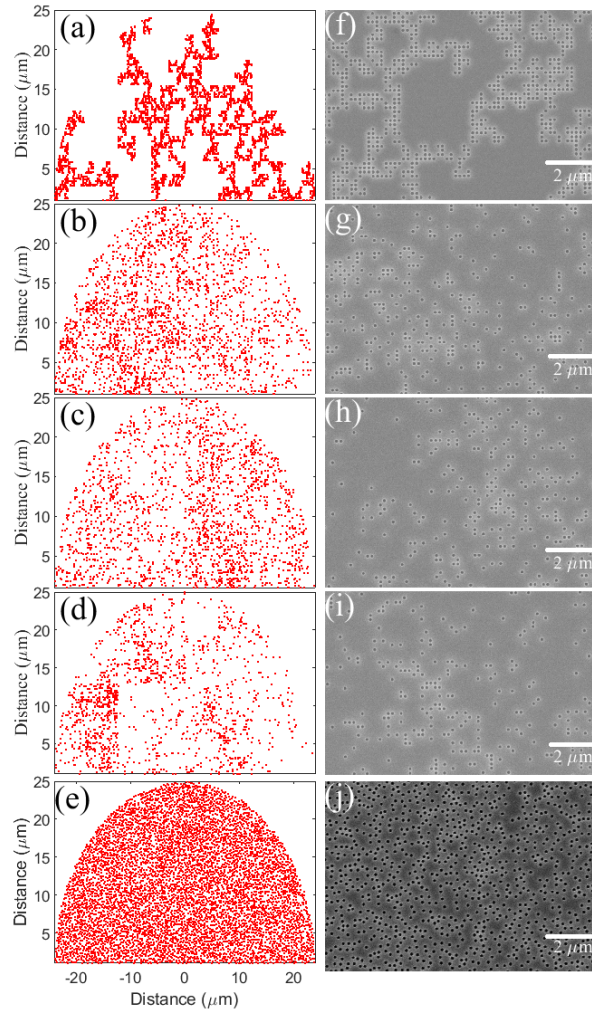 (a)
25
20
15
10
5
Distance (μm)
(f)
2 μm
(b)
25
20
15
10
5
Distance (μm)
(g)
2 μm
(c)
25
20
15
10
5
Distance (μm)
(h)
2 μm
(d)
25
20
15
10
5
Distance (μm)
(i)
2 μm
(e)
25
20
15
10
5
Distance (μm)
(j)
2 μm
-20 -10 0 10 20
Distance (μm)